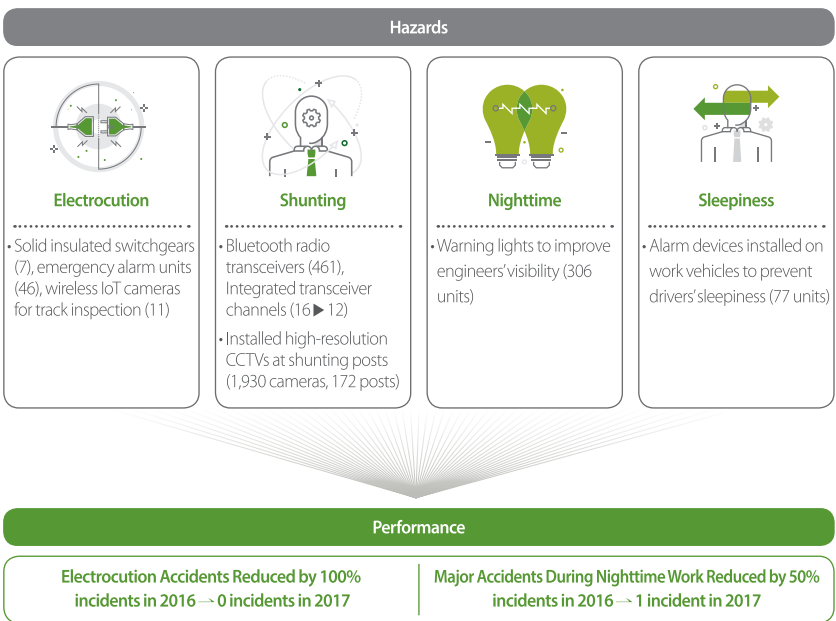 Hazards
Electrocution
• Solid insulated switchgears
(7), emergency alarm units
(46), wireless IoT cameras
for track inspection (11)
Shunting
• Bluetooth radio
transceivers (461),
Integrated transceiver
channels (16 ▶ 12)
• Installed high-resolution
CCTVs at shunting posts
(1,930 cameras, 172 posts)
Nighttime
• Warning lights to improve
engineers' visibility (306
units)
Sleepiness
• Alarm devices installed on
work vehicles to prevent
drivers' sleepiness (77 units)
Performance
Electrocution Accidents Reduced by 100%
incidents in 2016 → 0 incidents in 2017
Major Accidents During Nighttime Work Reduced by 50%
incidents in 2016 → 1 incident in 2017